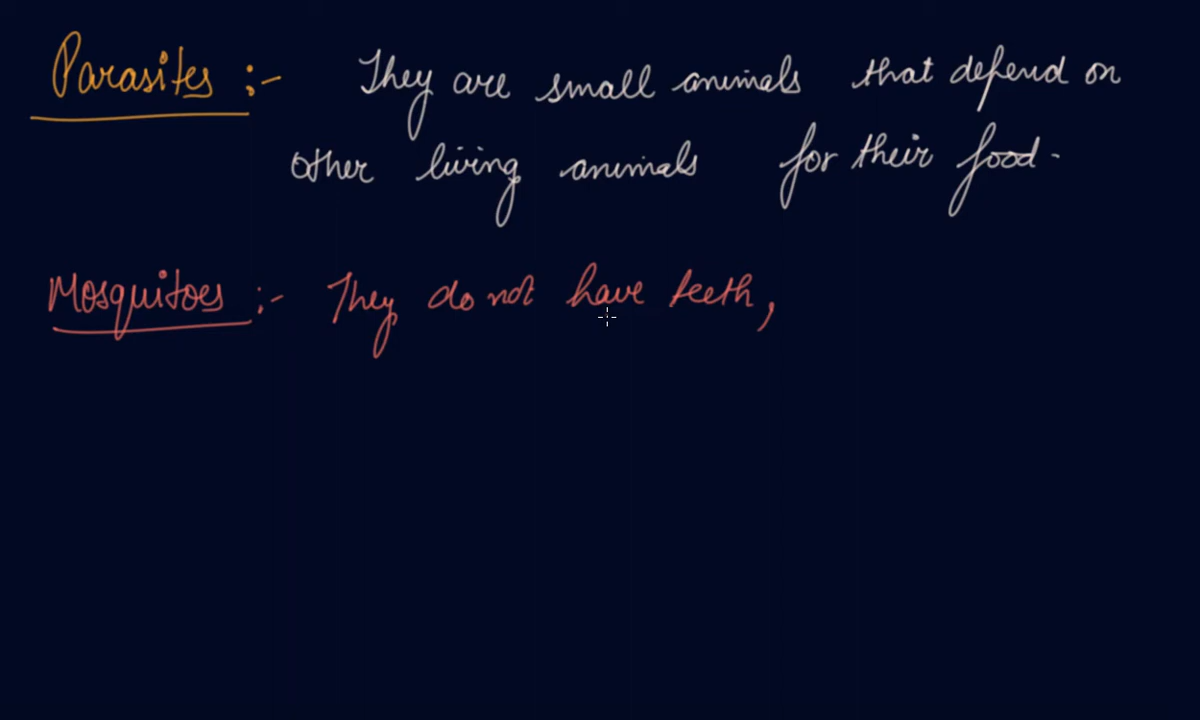 Parasites :- They are small animals that depend on
other living animals for their food.
Mosquitoes :- They do not have teeth,